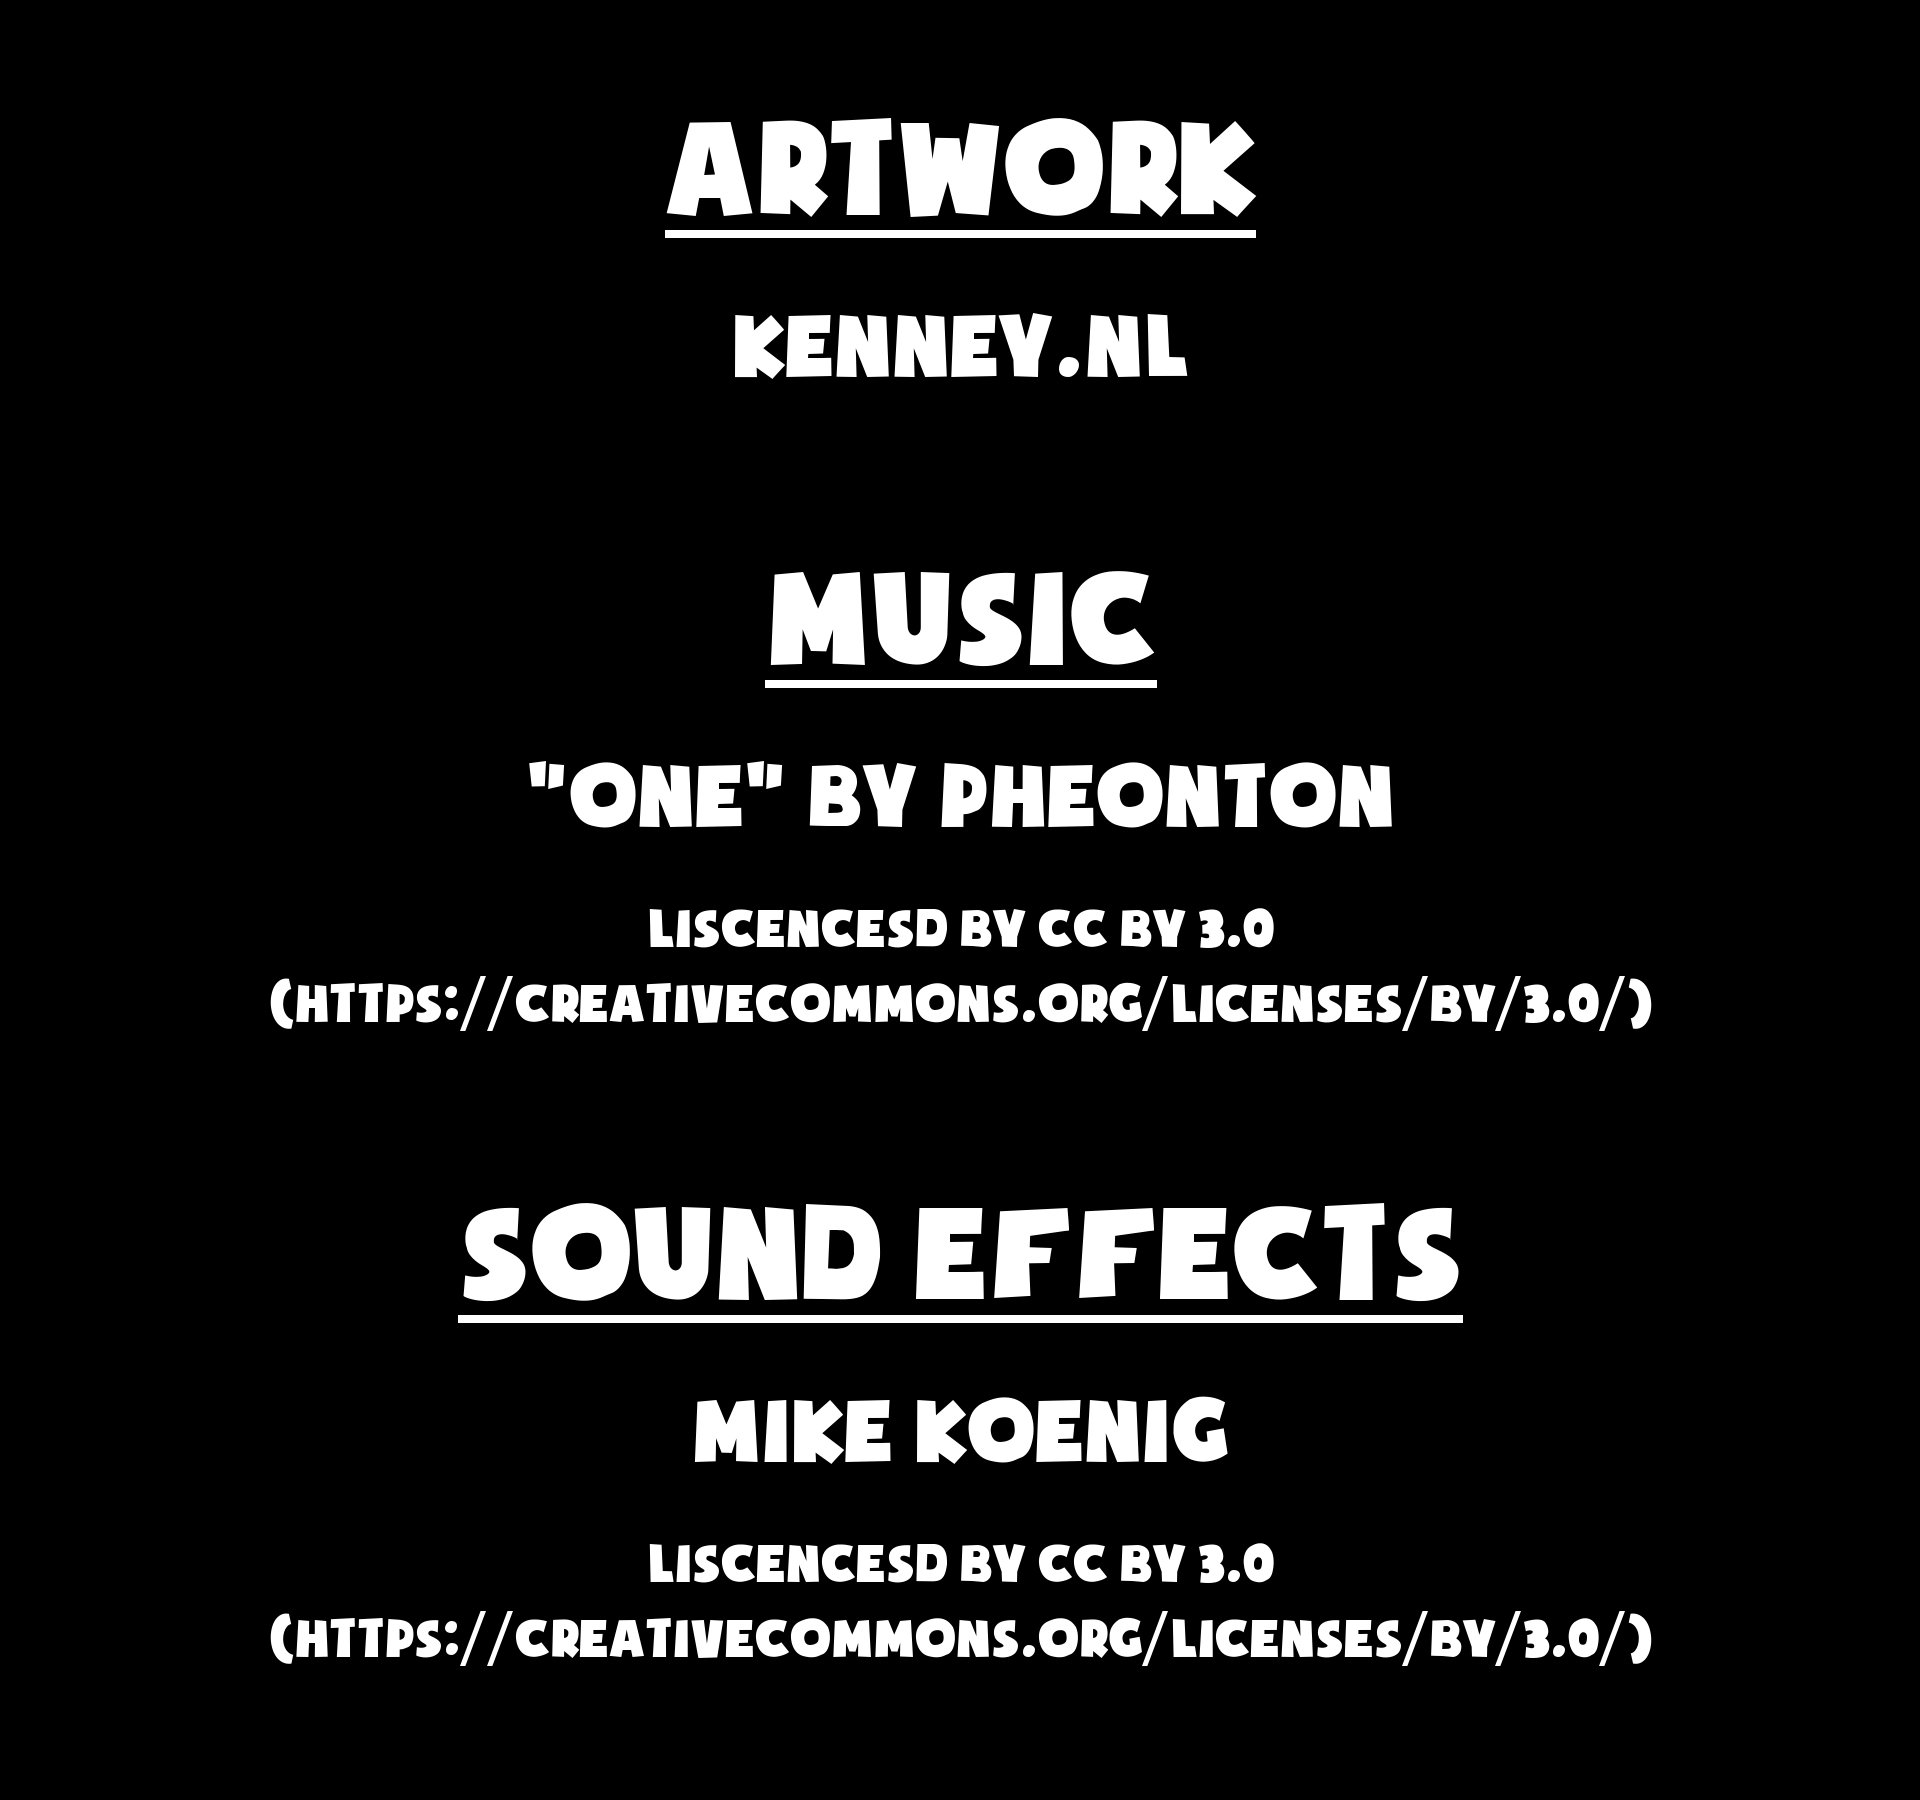 ARTWORK
KENNEY.NL
MUSIC
"ONE" BY PHEONTON
LISCENCESD BY CC BY 3.0
(HTTPS://CREATIVECOMMONS.ORG/LICENSES/BY/3.0/)
SOUND EFFECTS
MIKE KOENIG
LISCENCESD BY CC BY 3.0
(HTTPS://CREATIVECOMMONS.ORG/LICENSES/BY/3.0/)